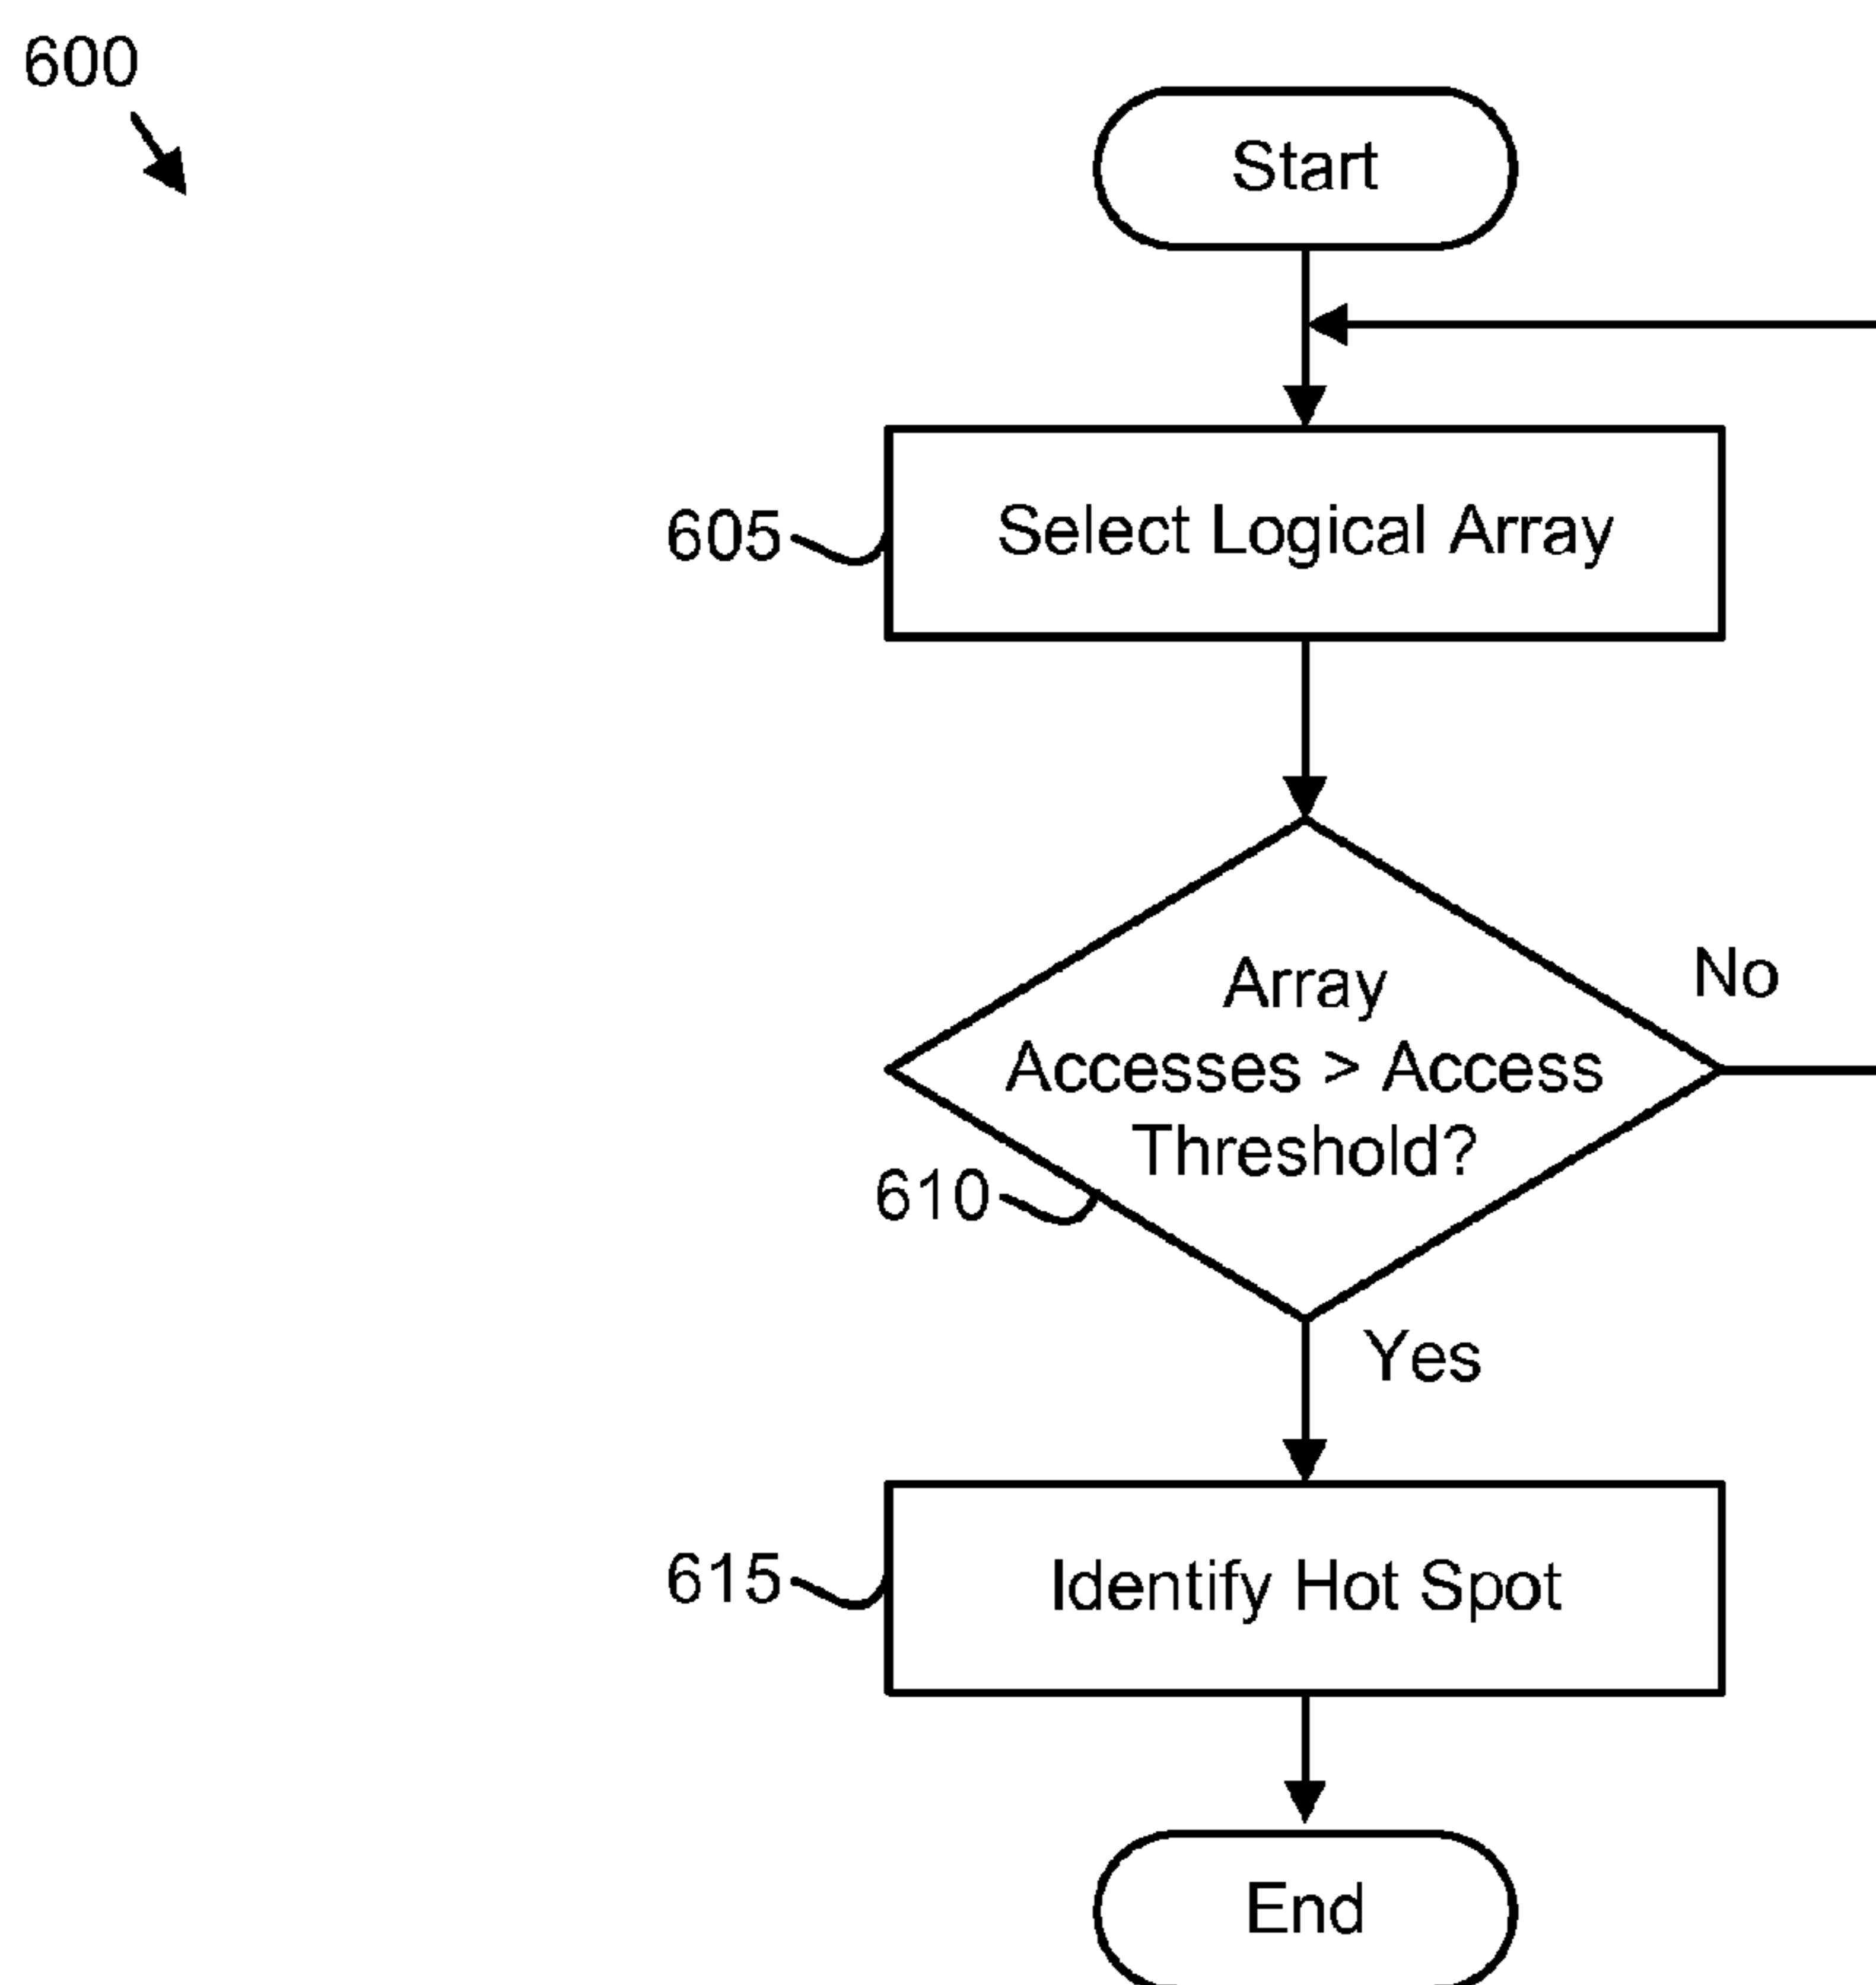 600
Start
605
Select Logical Array
Array
Accesses > Access
Threshold?
No
610
Yes
615
Identify Hot Spot
End